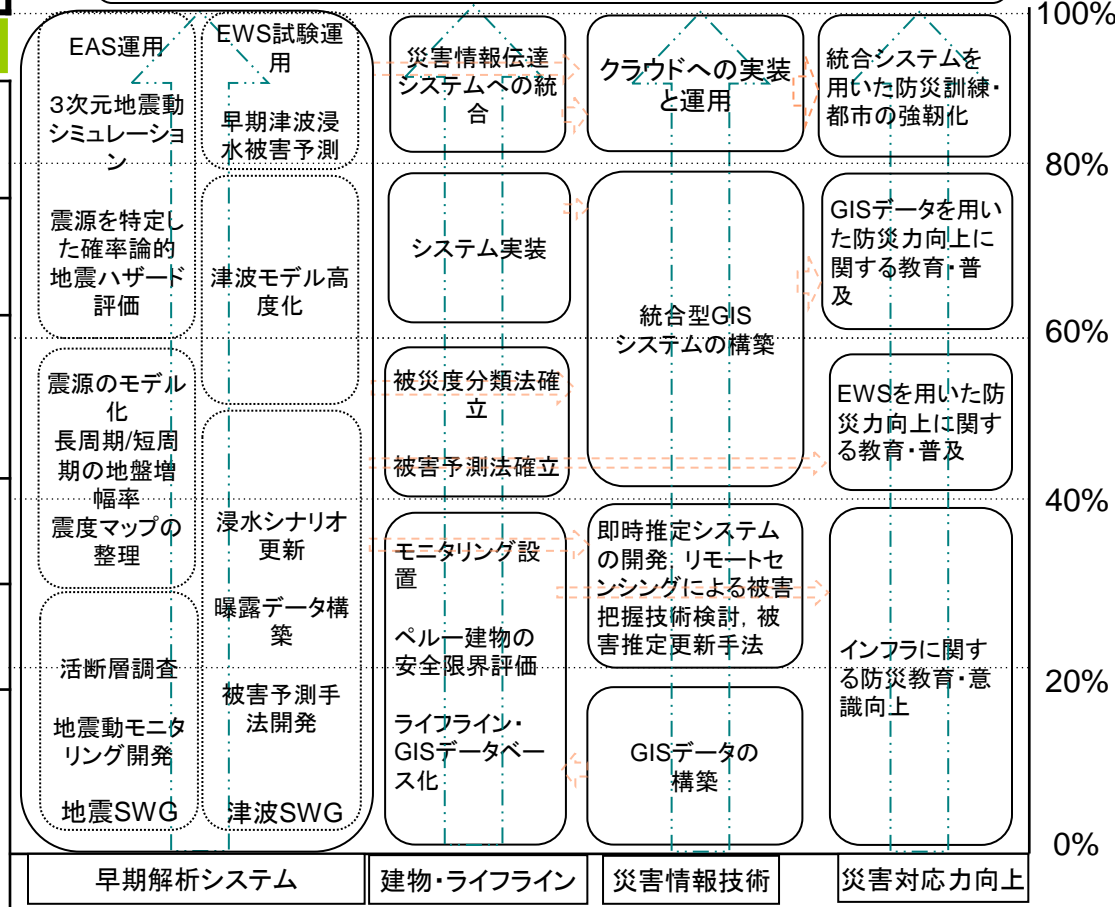 EAS運用
3次元地震動
シミュレーショ
ン
震源を特定し
た確率論的
地震ハザード
評価
震源のモデル
化
長周期/短周
期の地盤増
幅率
震度マップの
整理
活断層調査
地震動モニタ
リング開発
地震SWG
EWS試験運
用
早期津波浸
水被害予測
津波モデル高
度化
浸水シナリオ
更新
曝露データ構
築
被害予測手
法開発
津波SWG
災害情報伝達
システムへの統
合
システム実装
被災度分類法確
立
被害予測法確立
モニタリング設
置
ペルー建物の
安全限界評価
ライフライン・
GISデータベー
ス化
クラウドへの実装
と運用
統合型GIS
システムの構築
即時推定システム
の開発，リモートセ
ンシングによる被害
把握技術検討，被
害推定更新手法
GISデータの
構築
統合システムを
用いた防災訓練・
都市の強靭化
GISデータを用い
た防災力向上に
関する教育・普
及
EWSを用いた防
災力向上に関す
る教育・普及
インフラに関す
る防災教育・意
識向上
100%
80%
60%
40%
20%
0%
早期解析システム
建物・ライフライン
災害情報技術
災害対応力向上